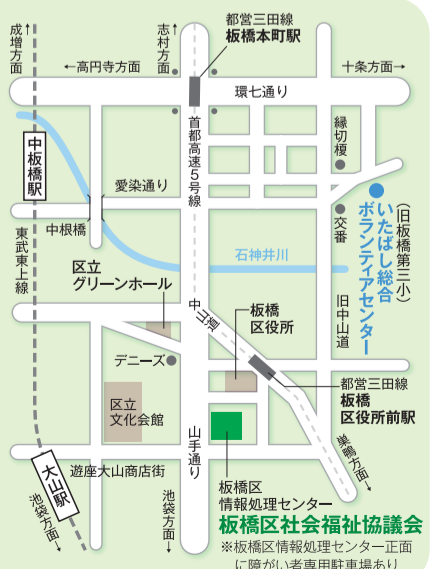 成増方面
志村方面
都営三田線
板橋本町駅
←高円寺方面
十条方面→
環七通り
中板橋駅
首都高速5号線
縁切榎
愛染通り
交番
(旧板橋第三小)
いたばし総合
ボランティアセンター
中根橋
東武東上線
石神井川
区立
グリーンホール
中山道
板橋
区役所
旧中山道
デニーズ
都営三田線
板橋
区役所前駅
区立
文化会館
山手通り
巣鴨方面→
大山駅
遊座大山商店街
池袋方面→
池袋方面→
板橋区
情報処理センター
板橋区社会福祉協議会
※板橋区情報処理センター正面
に障がい者専用駐車場あり